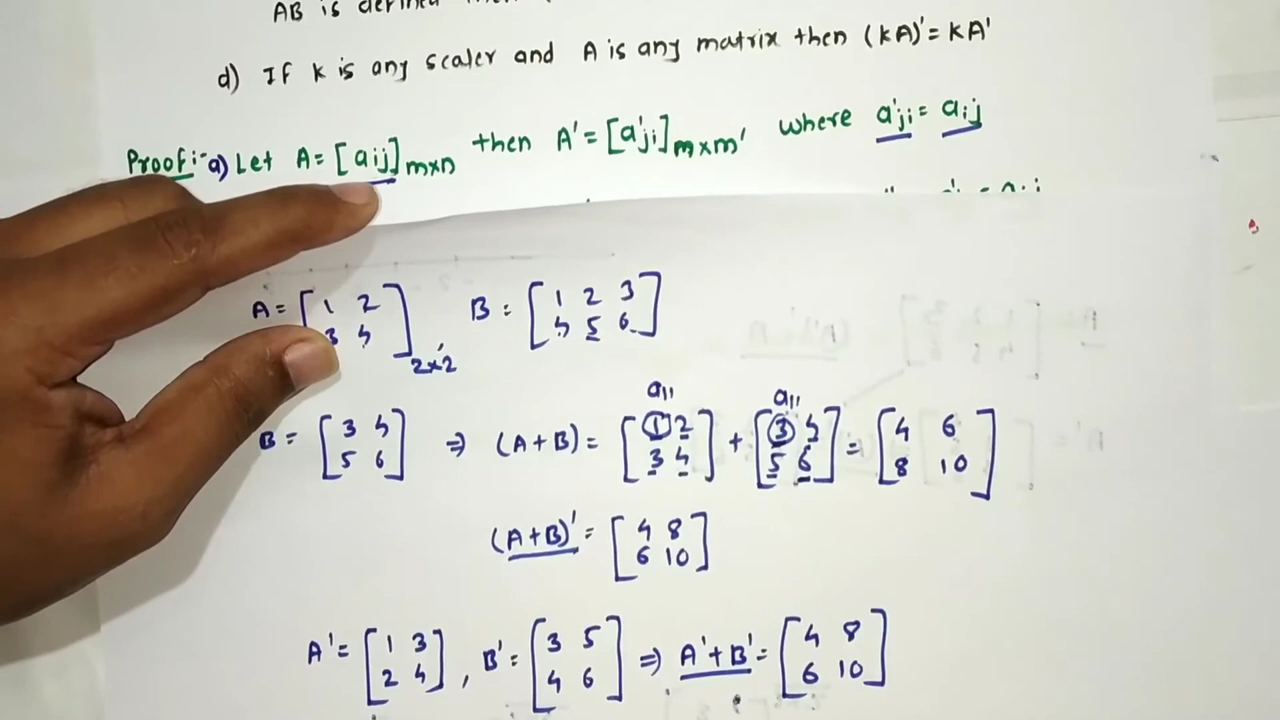 AB is defined
d) If k is any scaler and A is any matrix then (kA)' = kA'
Proof:- a) Let A = [aij]m×n then A' = [a'ji]m×m' where a'ji = aij
A = [1 2 3 4]2×2 B = [1 2 3 4 5 6]
B = [3 4 5 6] ⇒ (A+B) = [1 2 3 4] + [3 4 5 6] = [4 6 8 10]
a11 a11
(A+B)' = [4 8 6 10]
A' = [1 3 2 4], B' = [3 5 4 6] ⇒ A'+B' = [4 8 6 10]